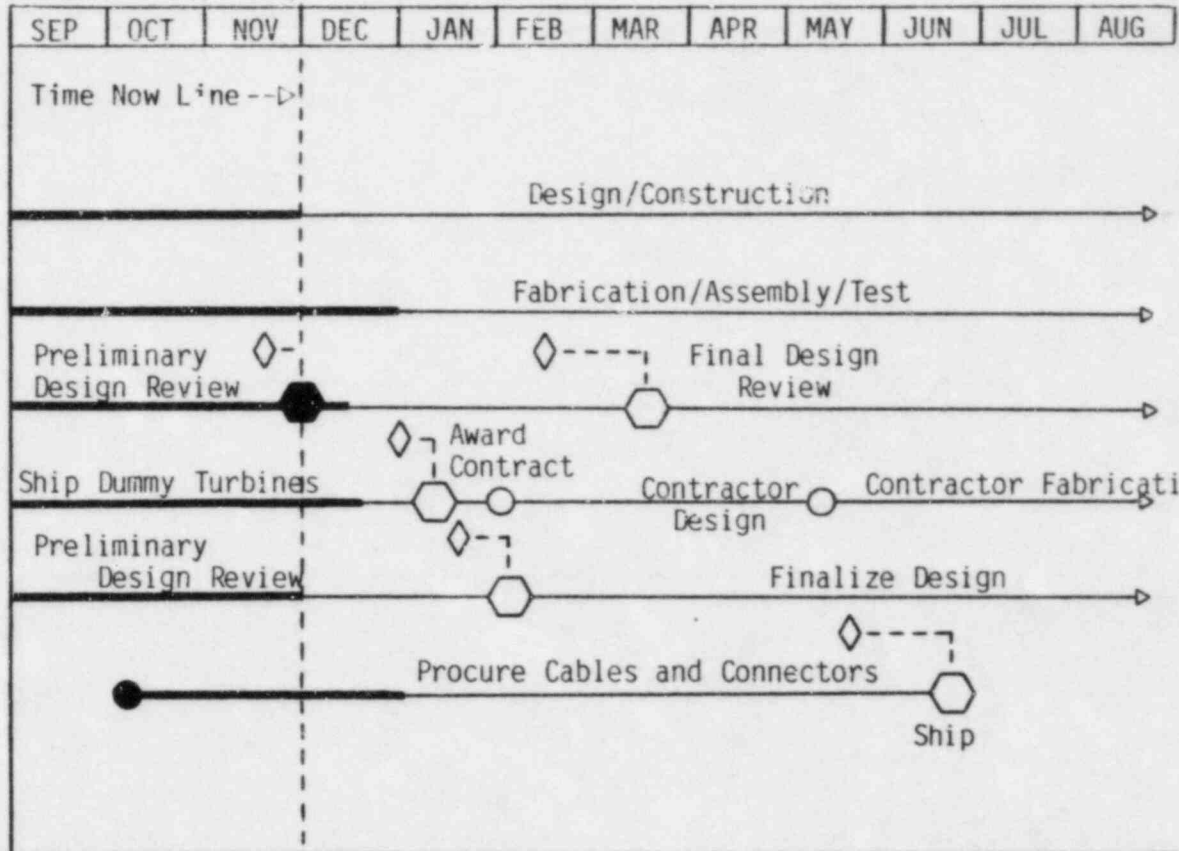 SEP OCT NOV DEC JAN FEB MAR APR MAY JUN JUL AUG
Time Now Line
Design/Construction
Fabrication/Assembly/Test
Preliminary
Design Review
Final Design
Review
Award
Contract
Ship Dummy Turbines
Contractor
Design
Contractor Fabricati
Preliminary
Design Review
Finalize Design
Procure Cables and Connectors
Ship